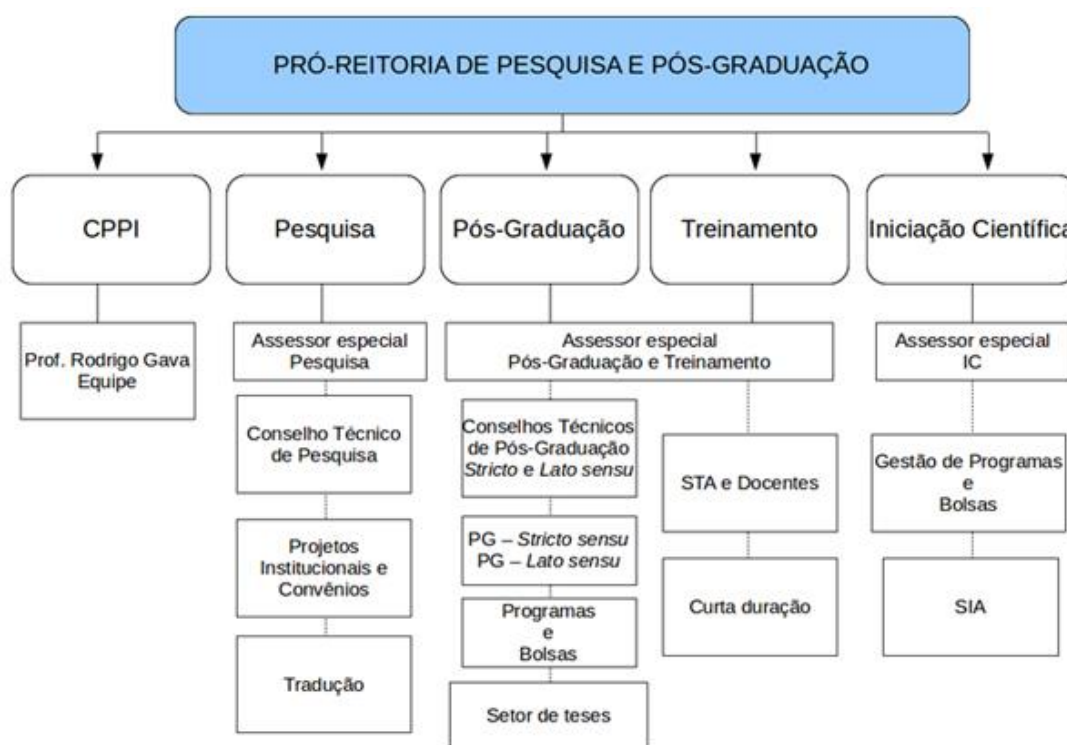 PRÓ-REITORIA DE PESQUISA E PÓS-GRADUAÇÃO
CPPI
Pesquisa
Pós-Graduação
Treinamento
Iniciação Científica
Prof. Rodrigo Gava
Equipe
Assessor especial
Pesquisa
Assessor especial
Pós-Graduação e Treinamento
Assessor especial
IC
Conselho Técnico
de Pesquisa
Conselhos Técnicos
de Pós-Graduação
Stricto e Lato sensu
STA e Docentes
Gestão de Programas
e
Bolsas
Projetos
Institucionais e
Convênios
PG – Stricto sensu
PG – Lato sensu
Programas
e
Bolsas
Curta duração
SIA
Tradução
Setor de teses